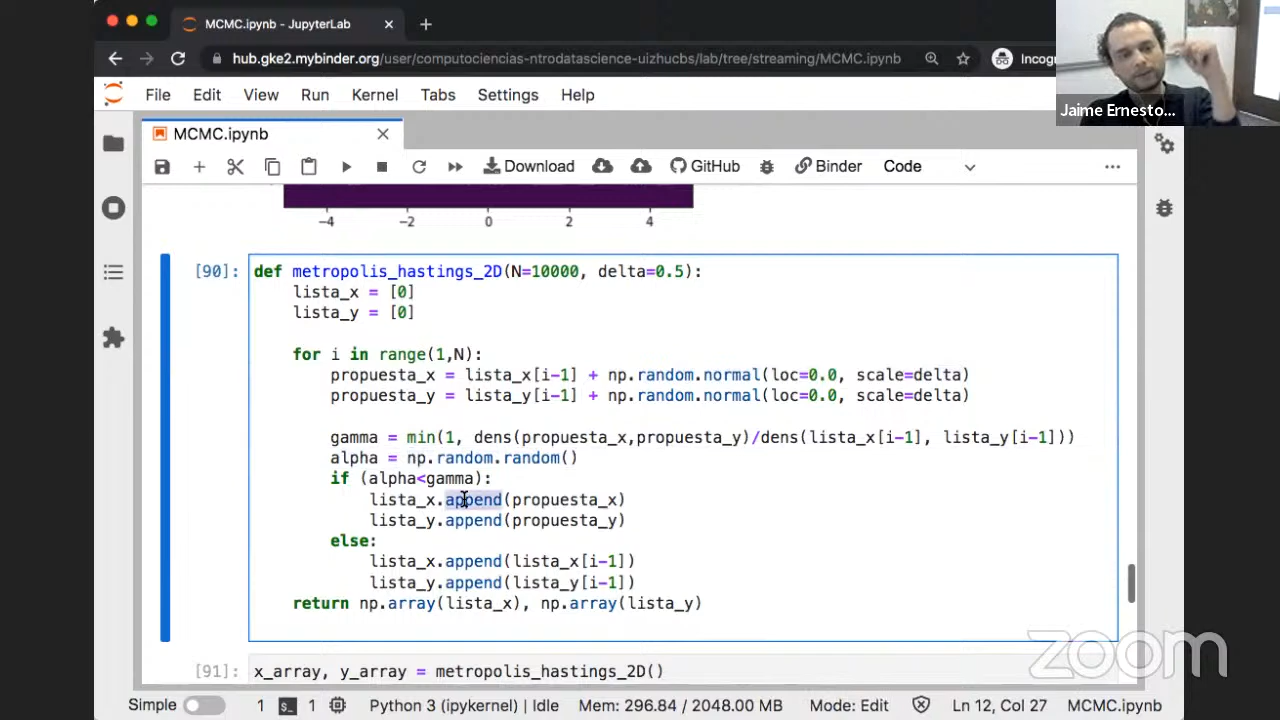 MCMC.ipynb - JupyterLab
hub.gke2.mybinder.org/user/computociencias-ntrodatascience-uizhucbs/lab/tree/streaming/MCMC.ipynb
Jaime Ernesto...
File Edit View Run Kernel Tabs Settings Help
MCMC.ipynb
Download GitHub Binder Code
−4 −2 0 2 4
[90]: def metropolis_hastings_2D(N=10000, delta=0.5):
lista_x = [0]
lista_y = [0]
for i in range(1,N):
propuesta_x = lista_x[i-1] + np.random.normal(loc=0.0, scale=delta)
propuesta_y = lista_y[i-1] + np.random.normal(loc=0.0, scale=delta)
gamma = min(1, dens(propuesta_x,propuesta_y)/dens(lista_x[i-1], lista_y[i-1]))
alpha = np.random.random()
if (alpha<gamma):
lista_x.append(propuesta_x)
lista_y.append(propuesta_y)
else:
lista_x.append(lista_x[i-1])
lista_y.append(lista_y[i-1])
return np.array(lista_x), np.array(lista_y)
[91]: x_array, y_array = metropolis_hastings_2D()
zoom
Simple 1 1 Python 3 (ipykernel) | Idle Mem: 296.84 / 2048.00 MB Mode: Edit Ln 12, Col 27 MCMC.ipynb